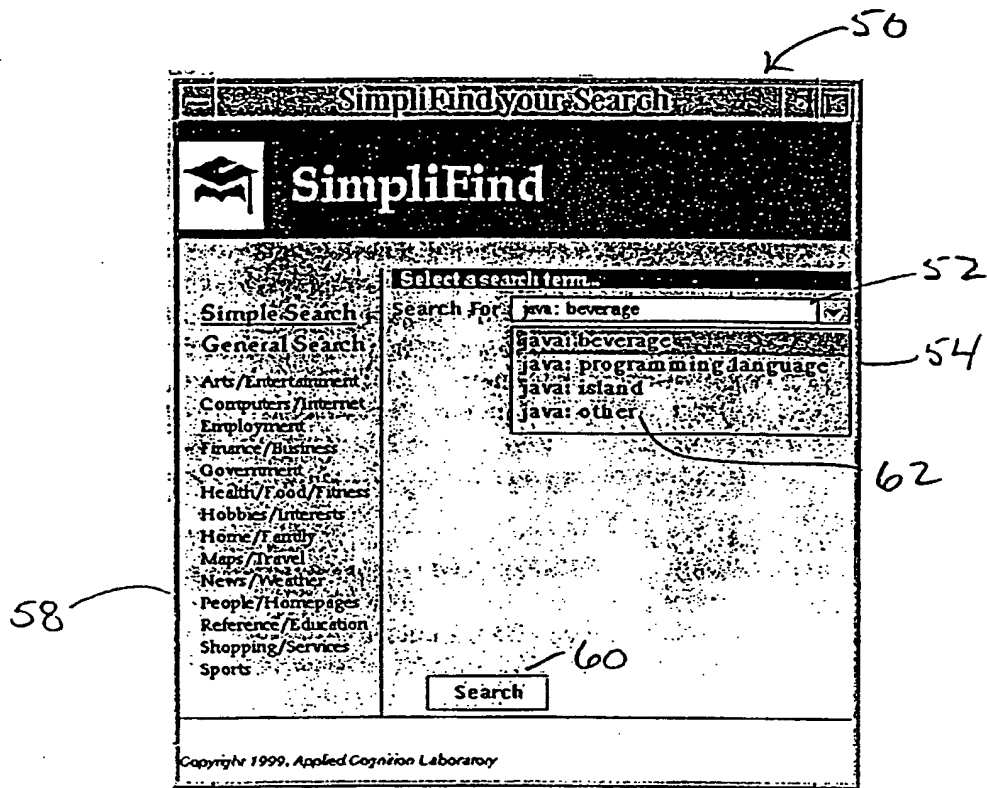 50
SimpliFind your Search
SimpliFind
Select a search term...
52
Search For java: beverage
Simple Search
General Search
java: beverage
java: programming language
java: island
java: other
54
62
Arts/Entertainment
Computers/Internet
Employment
Finance/Business
Government
Health/Food/Fitness
Hobbies/Interests
Home/Family
Maps/Travel
News/Weather
People/Homepages
Reference/Education
Shopping/Services
Sports
58
60
Search
Copyright 1999, Applied Cognition Laboratory